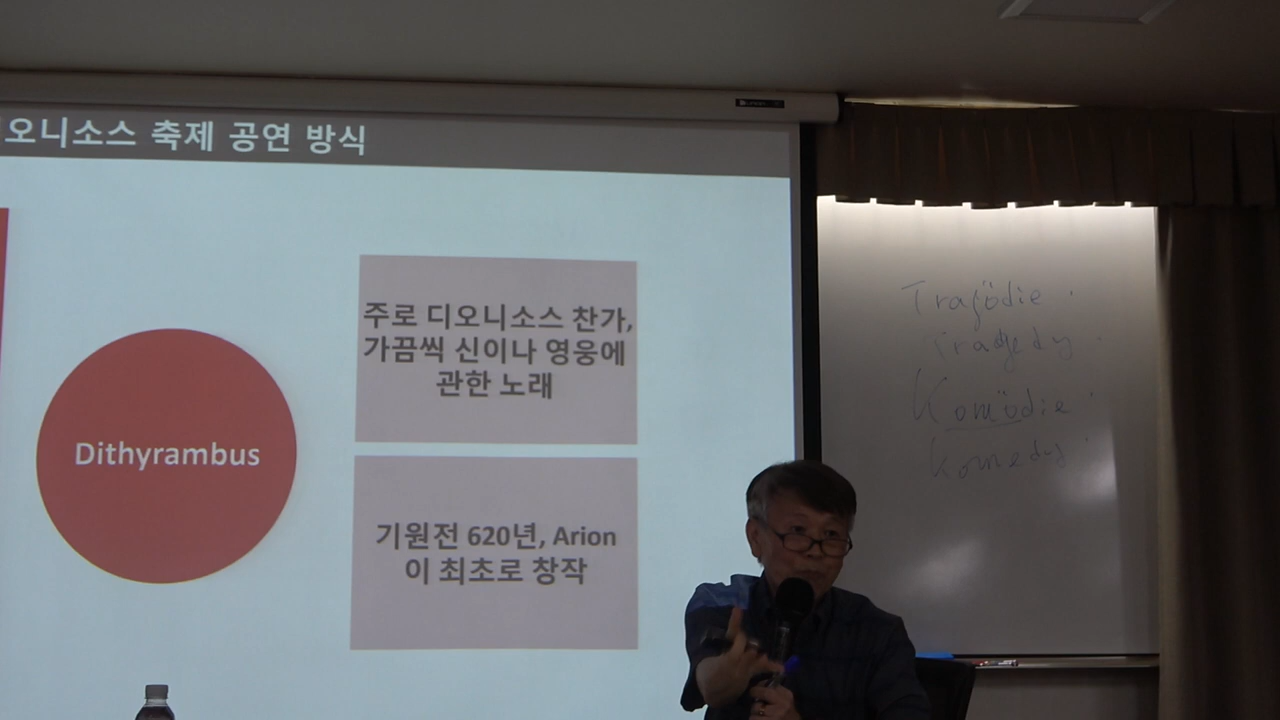 오니소스 축제 공연 방식
Dithyrambus
주로 디오니소스 찬가,
가끔씩 신이나 영웅에
관한 노래
기원전 620년, Arion
이 최초로 창작
Tragödie
Tragedy
Komödie
Komedy